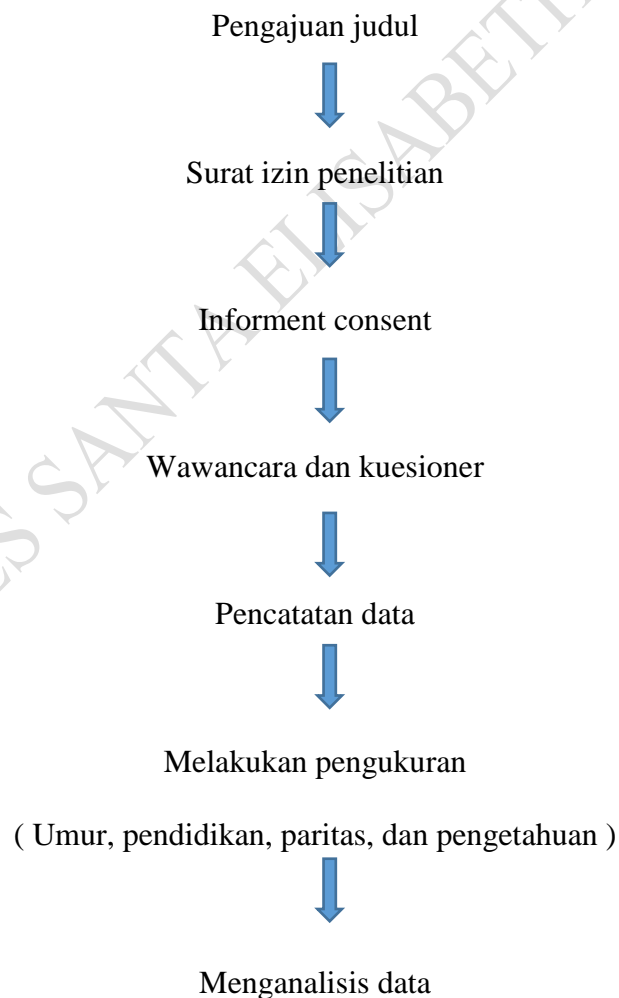 Pengajuan judul
Surat izin penelitian
Informent consent
Wawancara dan kuesioner
Pencatatan data
Melakukan pengukuran
( Umur, pendidikan, paritas, dan pengetahuan )
Menganalisis data
SANTA